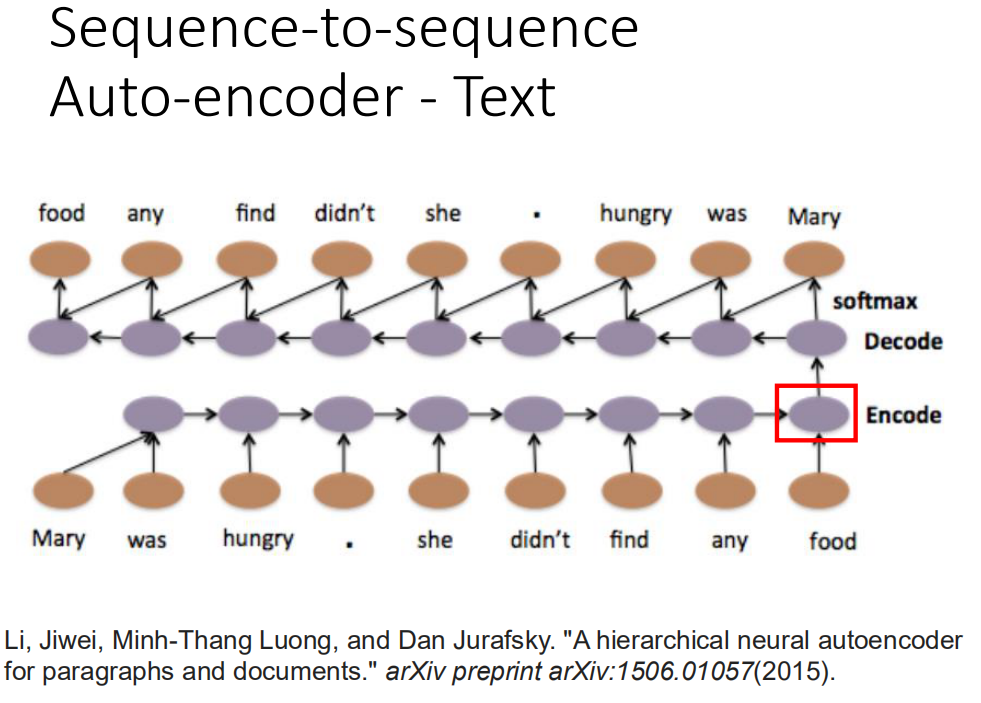 Sequence-to-sequence
Auto-encoder - Text
food any find didn't she . hungry was Mary
softmax
Decode
Encode
Mary was hungry . she didn't find any food
Li, Jiwei, Minh-Thang Luong, and Dan Jurafsky. "A hierarchical neural autoencoder
for paragraphs and documents." arXiv preprint arXiv:1506.01057(2015).